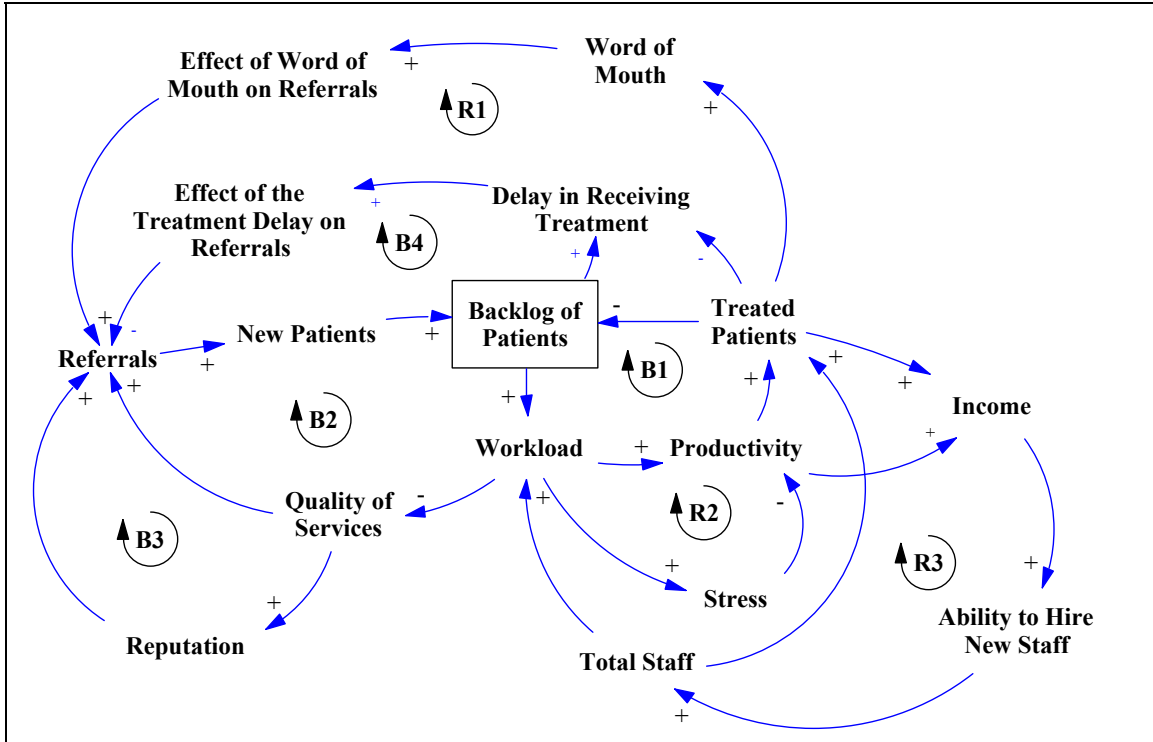 Effect of Word of
Mouth on Referrals
+
Word of
Mouth
+
R1
Effect of the
Treatment Delay on
Referrals
+
B4
Delay in Receiving
Treatment
+
-
Backlog of
Patients
-
Treated
Patients
+
+
-
New Patients
+
Referrals
+
+
+
B2
B1
+
+
+
Income
+
+
Workload
+
Productivity
+
-
Quality of
Services
-
R2
B3
+
+
Stress
R3
+
Ability to Hire
New Staff
+
Reputation
Total Staff
+